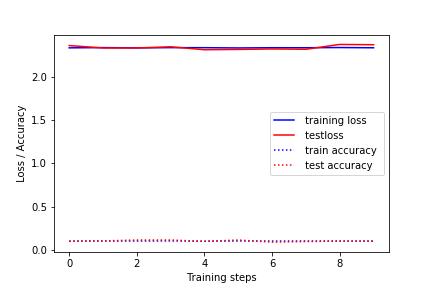 2.0
1.5
1.0
0.5
0.0
Loss / Accuracy
training loss
testloss
train accuracy
test accuracy
0 2 4 6 8
Training steps